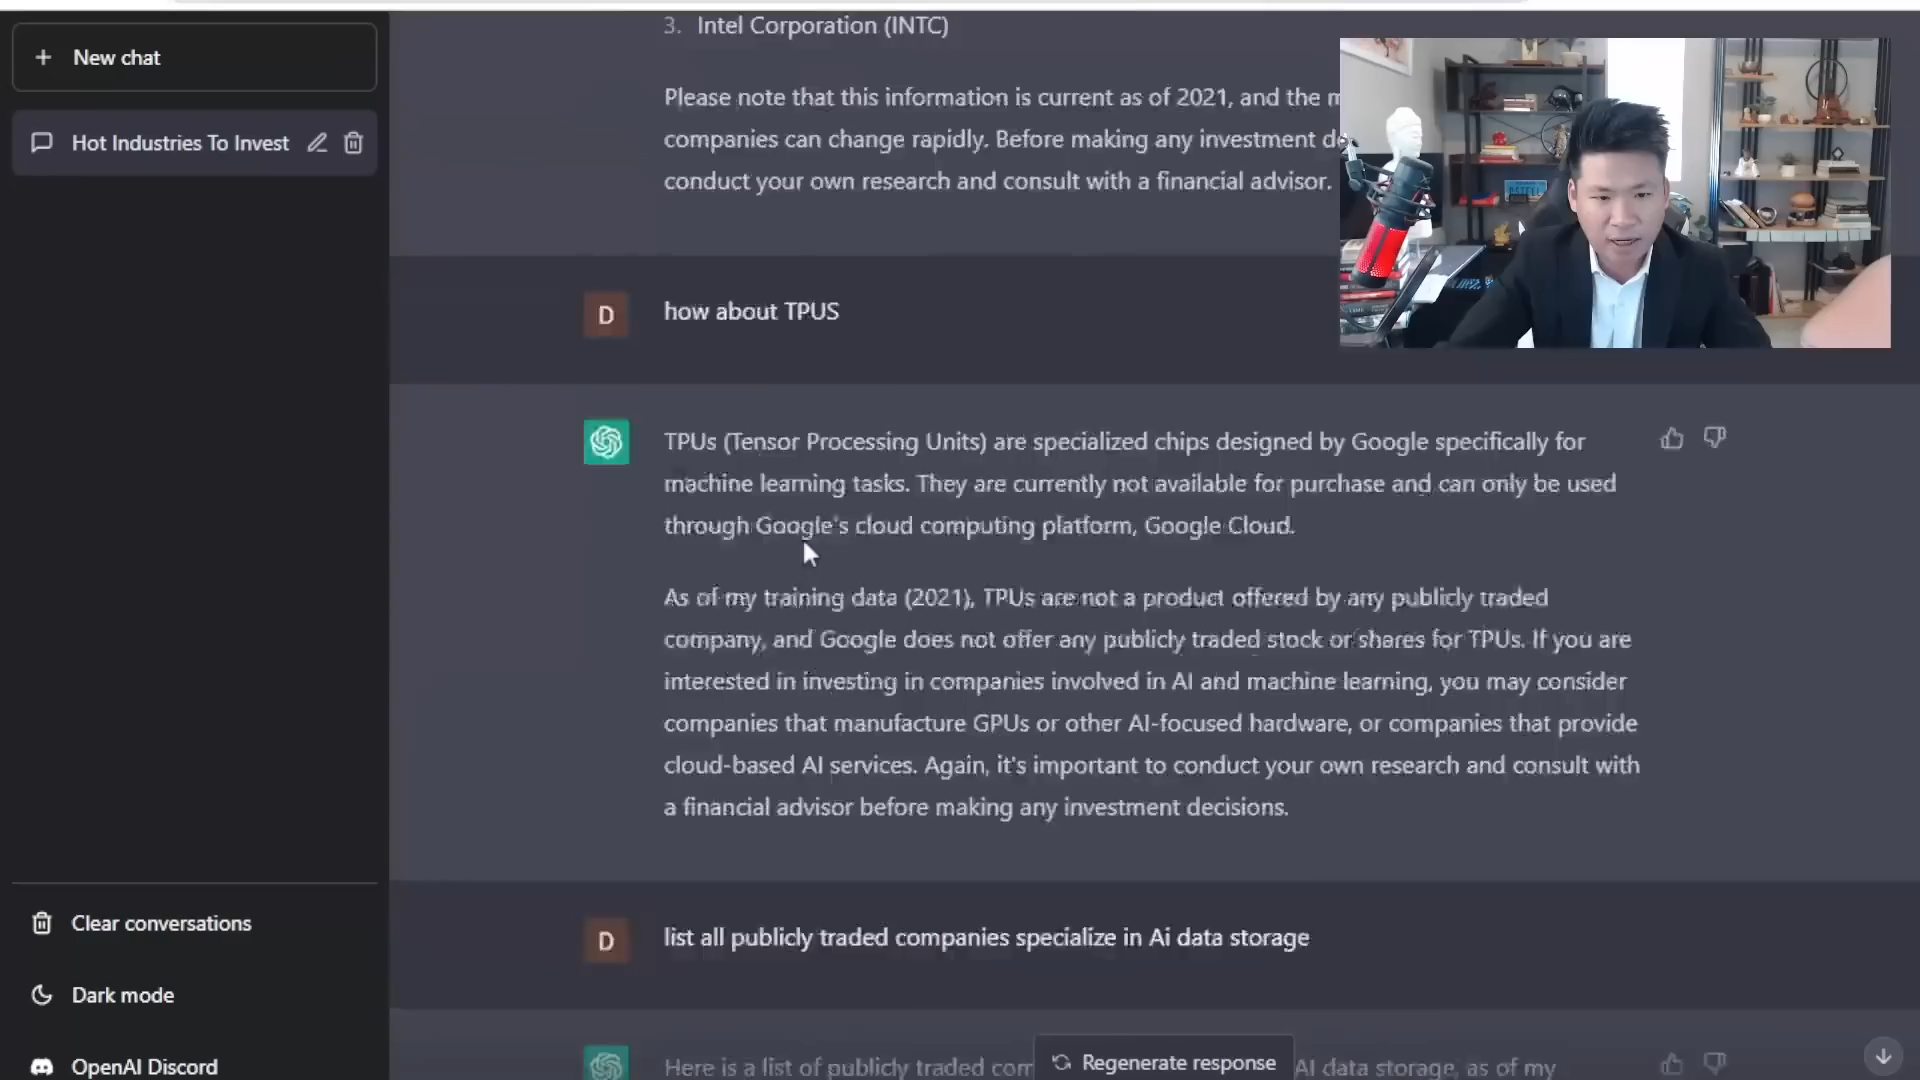 New chat
Hot Industries To Invest
3. Intel Corporation (INTC)
Please note that this information is current as of 2021, and the
companies can change rapidly. Before making any investment
conduct your own research and consult with a financial advisor.
D
how about TPUS
TPUs (Tensor Processing Units) are specialized chips designed by Google specifically for
machine learning tasks. They are currently not available for purchase and can only be used
through Google's cloud computing platform, Google Cloud.
As of my training data (2021), TPUs are not a product offered by any publicly traded
company, and Google does not offer any publicly traded stock or shares for TPUs. If you are
interested in investing in companies involved in AI and machine learning, you may consider
companies that manufacture GPUs or other AI-focused hardware, or companies that provide
cloud-based AI services. Again, it's important to conduct your own research and consult with
a financial advisor before making any investment decisions.
D
list all publicly traded companies specialize in Ai data storage
Here is a list of publicly traded com
AI data storage, as of my
Regenerate response
Clear conversations
Dark mode
OpenAI Discord